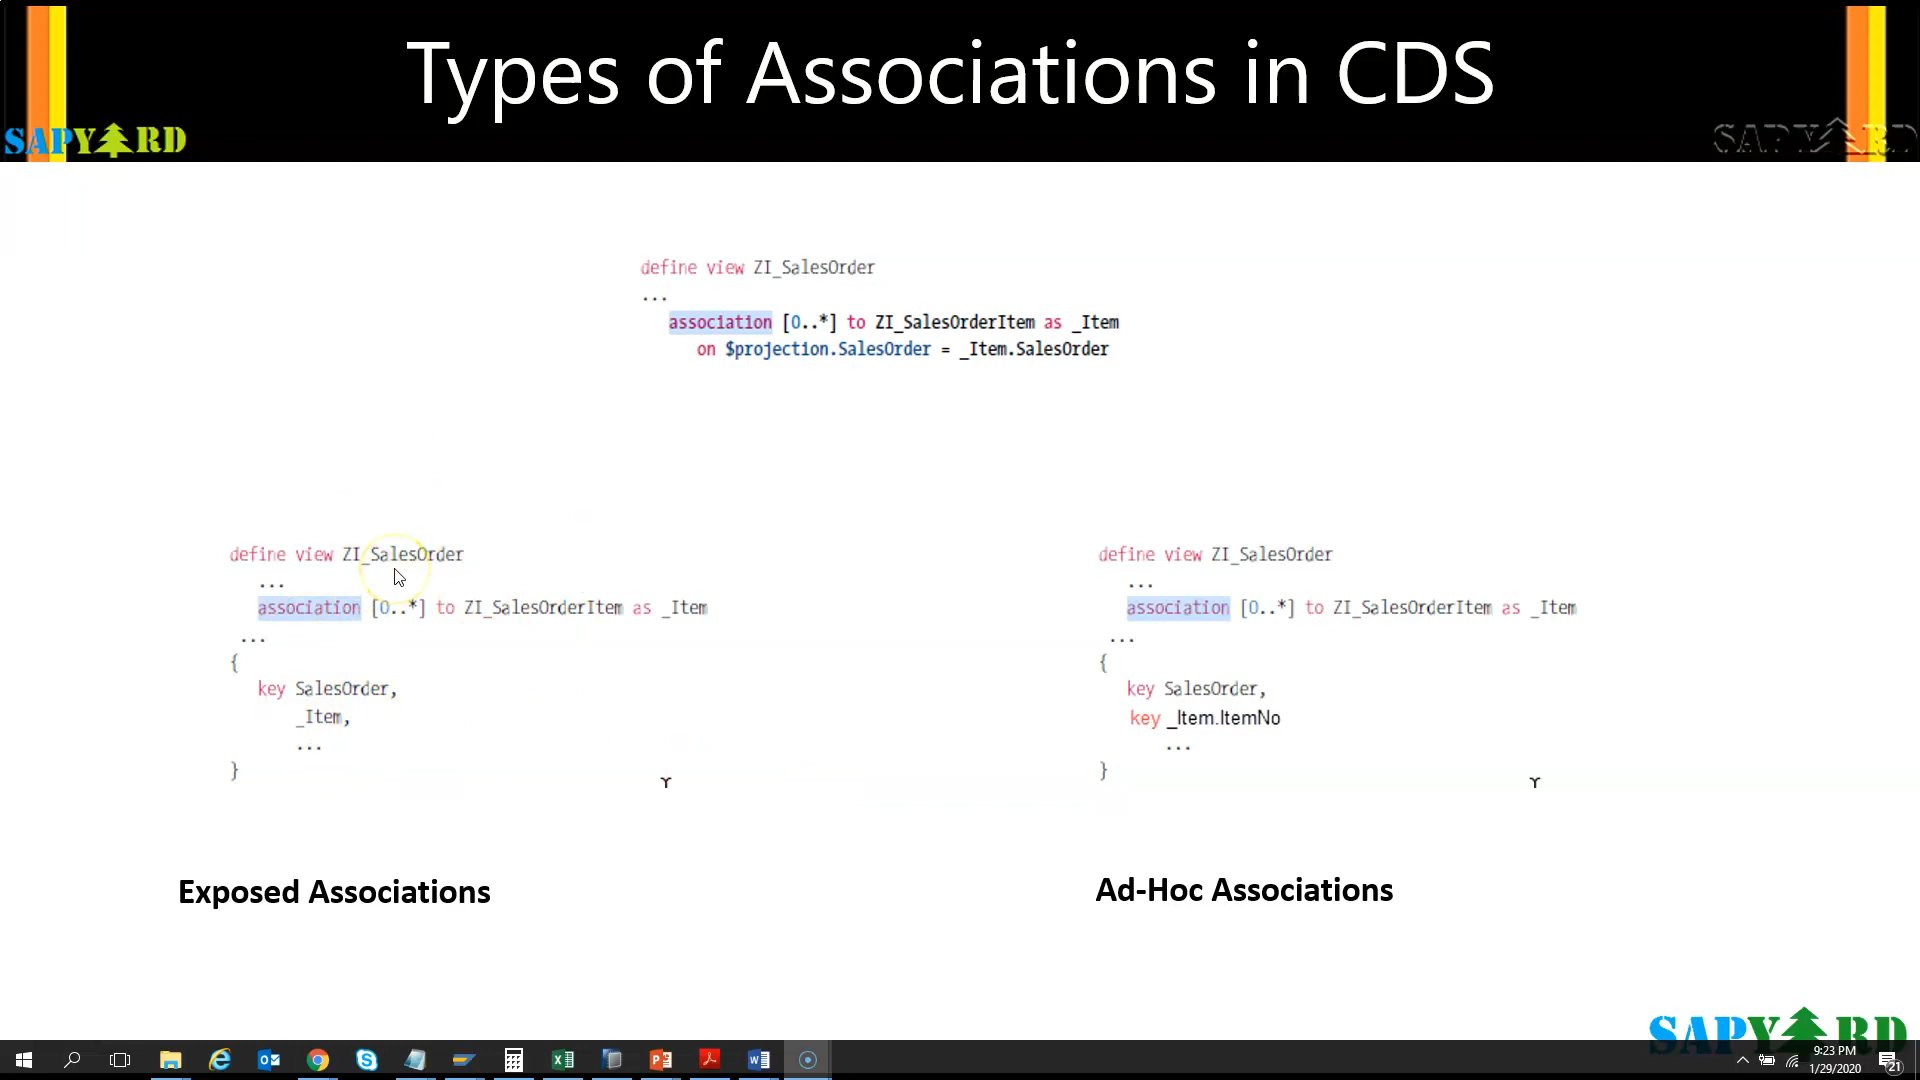 Types of Associations in CDS
SAPYARD
SAPYARD
define view ZI_SalesOrder
...
association [0..*] to ZI_SalesOrderItem as _Item
on $projection.SalesOrder = _Item.SalesOrder
define view ZI_SalesOrder
...
association [0..*] to ZI_SalesOrderItem as _Item
...
{
key SalesOrder,
_Item,
...
}
define view ZI_SalesOrder
...
association [0..*] to ZI_SalesOrderItem as _Item
...
{
key SalesOrder,
key _Item.ItemNo
...
}
Exposed Associations
Ad-Hoc Associations
SAPYARD
9:23 PM
1/29/2020
21